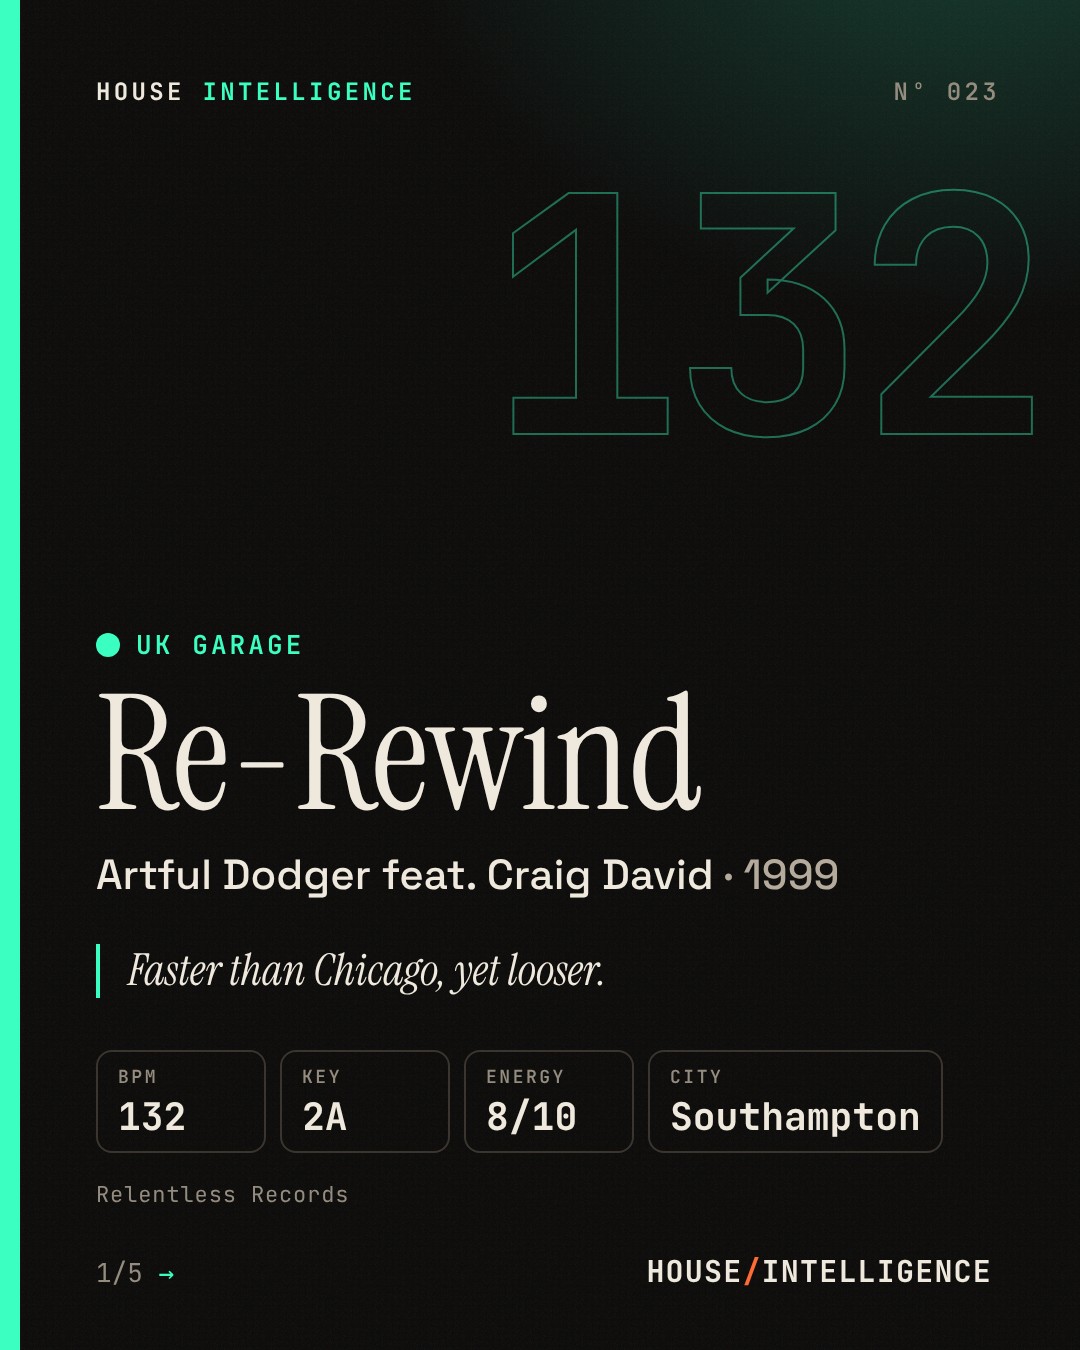 HOUSE INTELLIGENCE
N° 023
132
UK GARAGE
Re-Rewind
Artful Dodger feat. Craig David · 1999
Faster than Chicago, yet looser.
BPM
132
KEY
2A
ENERGY
8/10
CITY
Southampton
Relentless Records
1/5 →
HOUSE/INTELLIGENCE